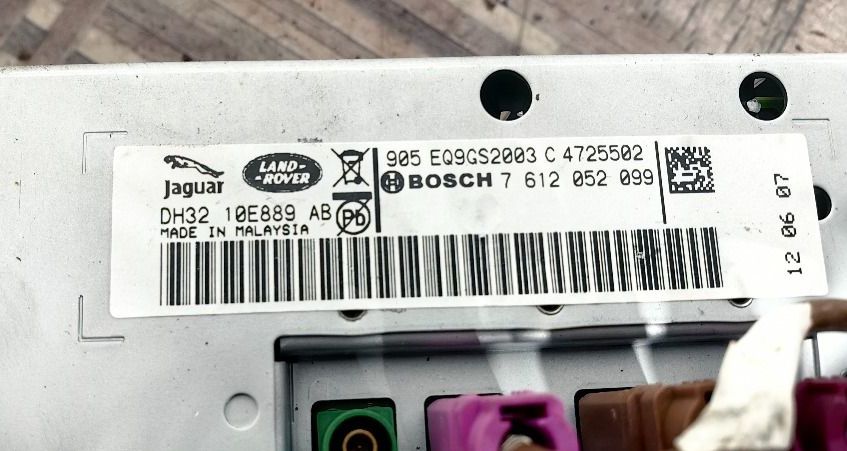 Jaguar
LAND-
-ROVER
905 EQ9GS2003 C 4725502
BOSCH 7 612 052 099
DH32 10E889 AB
Pb
MADE IN MALAYSIA
12 06 07